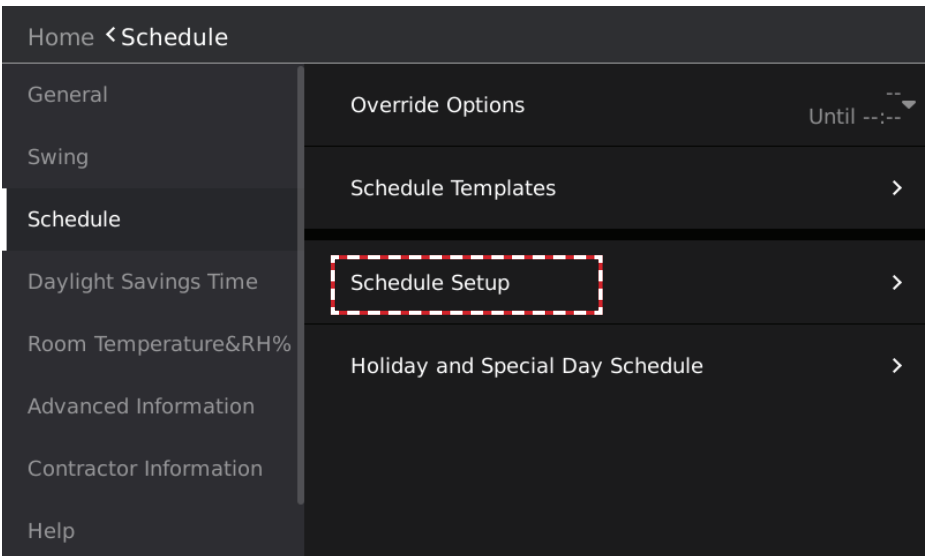 Home < Schedule
General
Swing
Schedule
Daylight Savings Time
Room Temperature&RH%
Advanced Information
Contractor Information
Help
Override Options
--
Until --:--
Schedule Templates
Schedule Setup
Holiday and Special Day Schedule